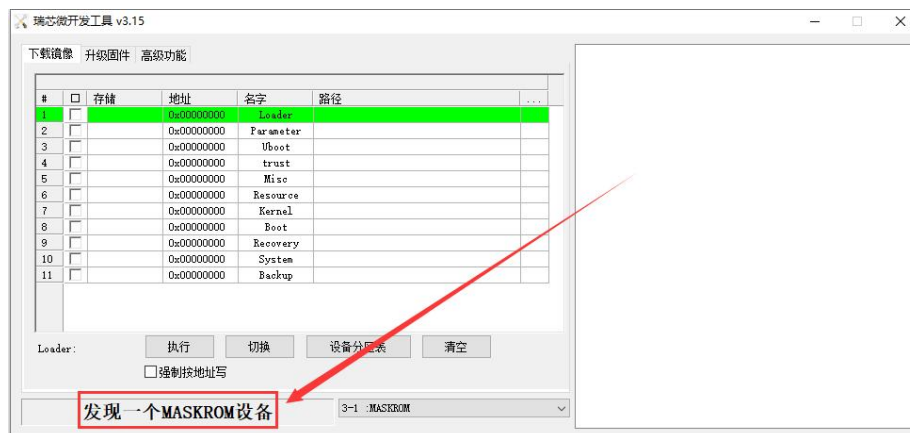 瑞芯微开发工具 v3.15
下载镜像 升级固件 高级功能
# 存储 地址 名字 路径 ...
1 0x00000000 Loader
2 0x00000000 Parameter
3 0x00000000 Uboot
4 0x00000000 trust
5 0x00000000 Misc
6 0x00000000 Resource
7 0x00000000 Kernel
8 0x00000000 Boot
9 0x00000000 Recovery
10 0x00000000 System
11 0x00000000 Backup
Loader: 执行 切换 设备分区表 清空
强制按地址写
发现一个MASKROM设备 3-1 :MASKROM